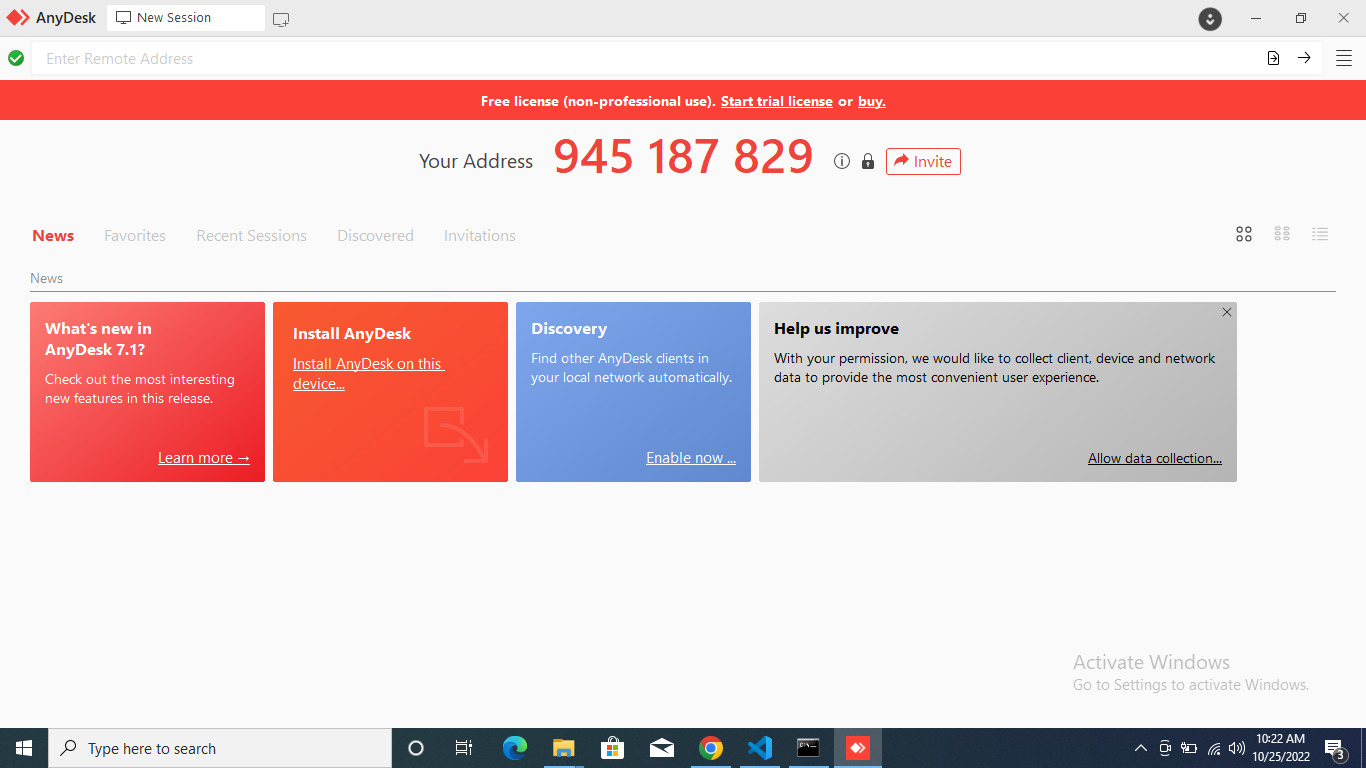 AnyDesk
New Session
Enter Remote Address
Free license (non-professional use). Start trial license or buy.
Your Address 945 187 829 Invite
News Favorites Recent Sessions Discovered Invitations
News
What's new in
AnyDesk 7.1?
Check out the most interesting
new features in this release.
Learn more →
Install AnyDesk
Install AnyDesk on this
device...
Discovery
Find other AnyDesk clients in
your local network automatically.
Enable now ...
Help us improve
With your permission, we would like to collect client, device and network
data to provide the most convenient user experience.
Allow data collection...
Activate Windows
Go to Settings to activate Windows.
Type here to search
10:22 AM
10/25/2022
3